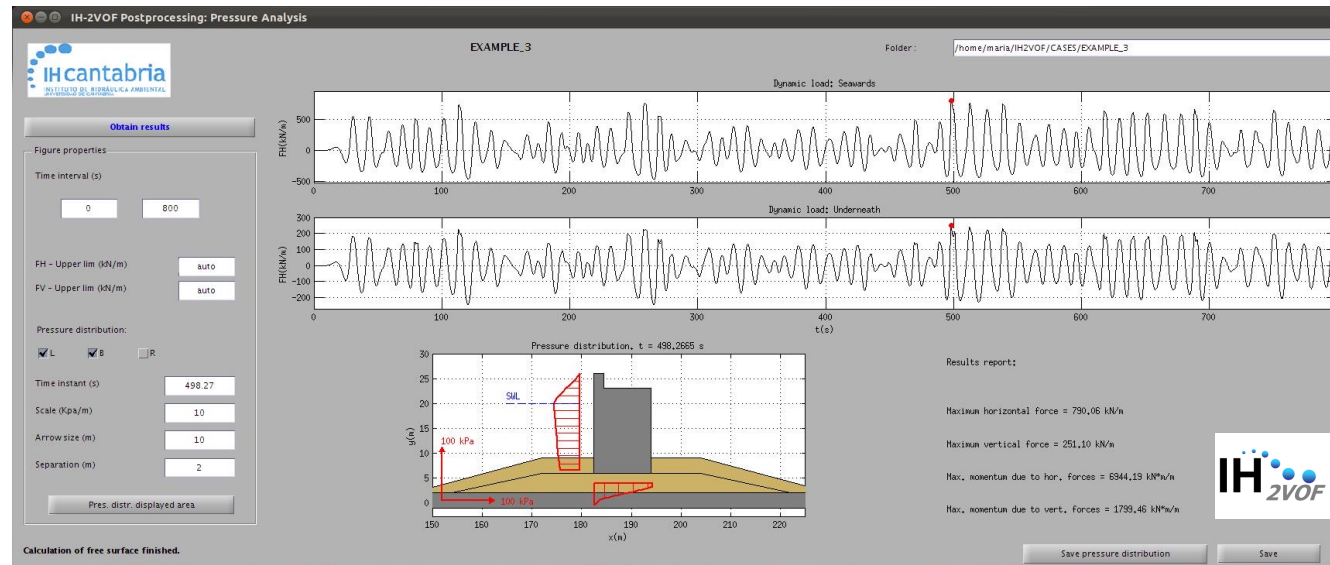 IH-2VOF Postprocessing: Pressure Analysis
EXAMPLE_3
Folder:
/home/maria/IH2VOF/CASES/EXAMPLE_3
IHcantabria
INSTITUTO DE HIDRÁULICA AMBIENTAL
UNIVERSIDAD DE CANTABRIA
Obtain results
Figure properties
Time interval (s)
0
800
FH - Upper lim (kN/m)
auto
FV - Upper lim (kN/m)
auto
Pressure distribution:
L
B
R
Time instant (s)
498.27
Scale (Kpa/m)
10
Arrow size (m)
10
Separation (m)
2
Pres. distr. displayed area
Calculation of free surface finished.
Dynamic load: Seawards
FH(kN/m)
500
0
-500
0 100 200 300 400 500 600 700
Dynamic load: Underneath
FH(kN/m)
300
200
100
0
-100
-200
0 100 200 300 400 500 600 700
t(s)
Pressure distribution, t = 498.2665 s
y(m)
30
25
20
15
10
5
0
SWL
100 kPa
100 kPa
150 160 170 180 190 200 210 220
x(m)
Results report:
Maximum horizontal force = 790.06 kN/m
Maximum vertical force = 251.10 kN/m
Max. momentum due to hor. forces = 6944.19 kN*m/m
Max. momentum due to vert. forces = 1799.46 kN*m/m
IH
2VOF
Save pressure distribution
Save